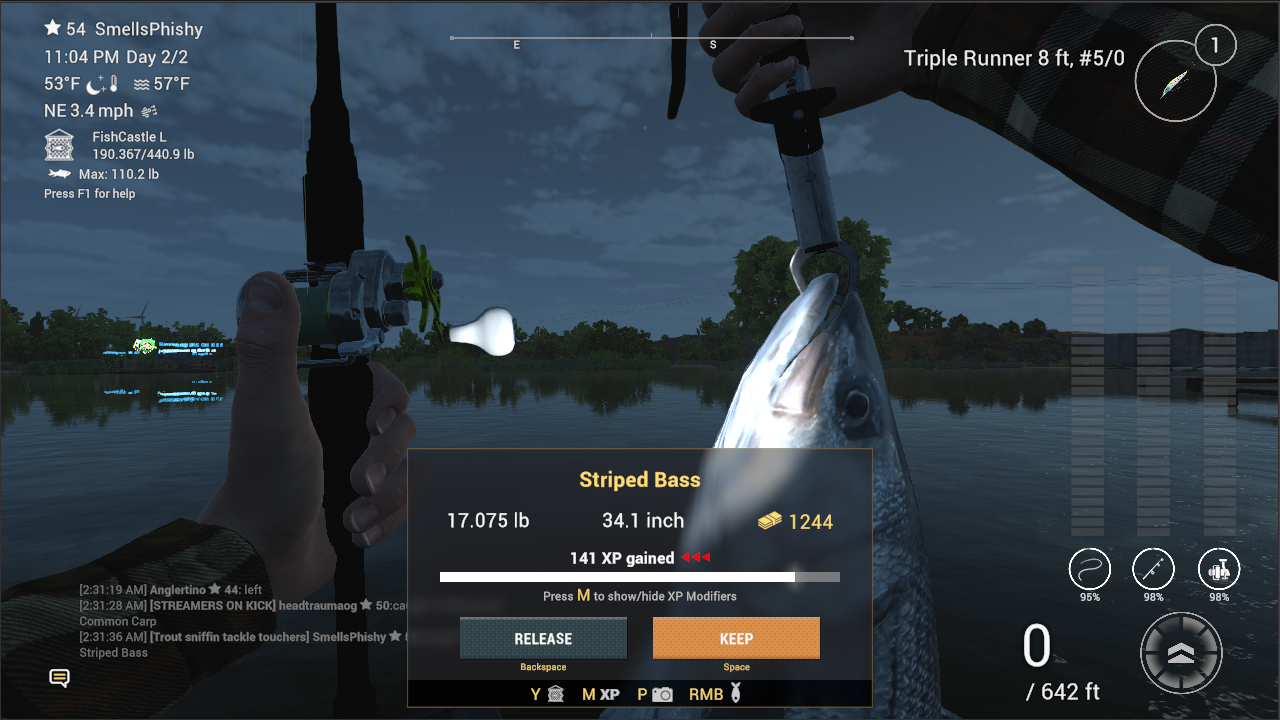 54 SmellsPhishy
11:04 PM Day 2/2
53°F 57°F
NE 3.4 mph
FishCastle L
190.367/440.9 lb
Max: 110.2 lb
Press F1 for help
E S
Triple Runner 8 ft, #5/0
1
Striped Bass
17.075 lb 34.1 inch 1244
141 XP gained
Press M to show/hide XP Modifiers
RELEASE KEEP
Backspace Space
Y M XP P RMB
[2:31:19 AM] Anglertino 44: left
[2:31:28 AM] [STREAMERS ON KICK] headtraumaog 50:
Common Carp
[2:31:36 AM] [Trout sniffin tackle touchers] SmellsPhishy
Striped Bass
95% 98% 98%
0
/ 642 ft